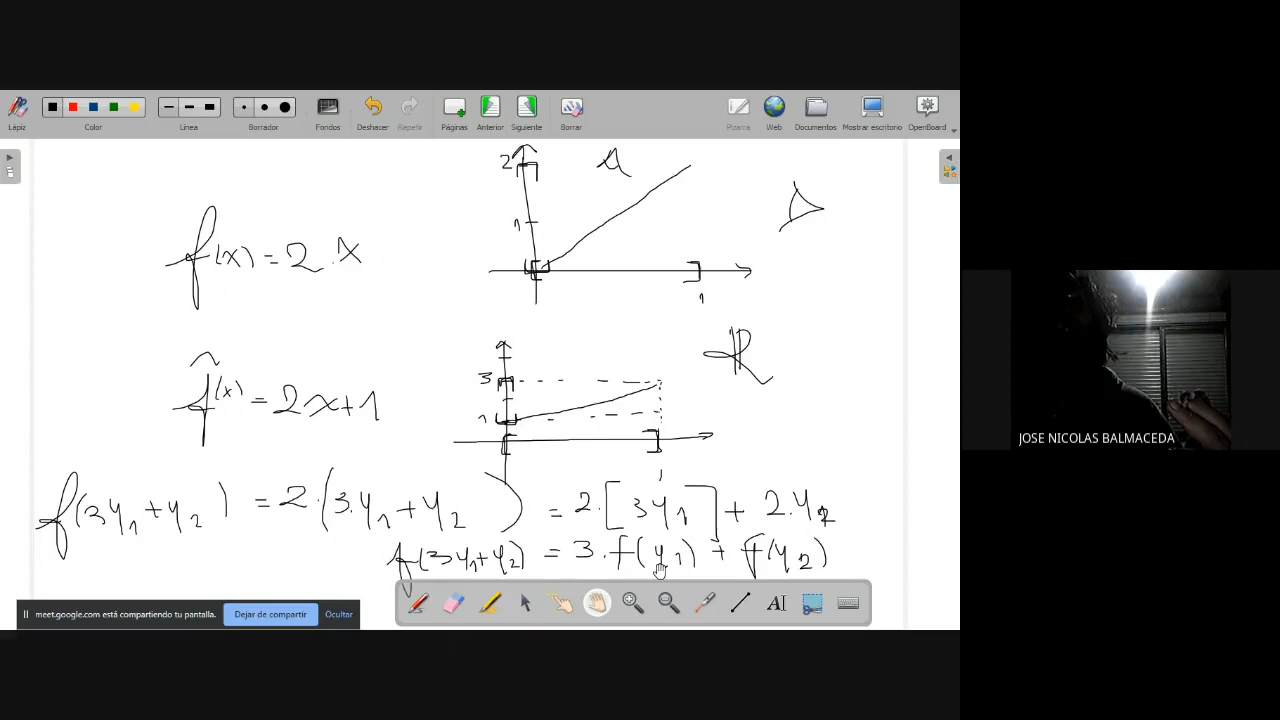 Lápiz Color Línea Borrador Fondos Deshacer Repetir Páginas Anterior Siguiente Borrar Pizarra Web Documentos Mostrar escritorio OpenBoard
2
1
1
f(x) = 2 . x
ℝ
3
1
1
f̂(x) = 2x+1
f(3y₁+y₂) = 2.(3.y₁+y₂) = 2.[3y₁] + 2.y₂
f(3y₁+y₂) = 3.f(y₁) + f(y₂)
JOSE NICOLAS BALMACEDA
AI
meet.google.com está compartiendo tu pantalla. Dejar de compartir Ocultar